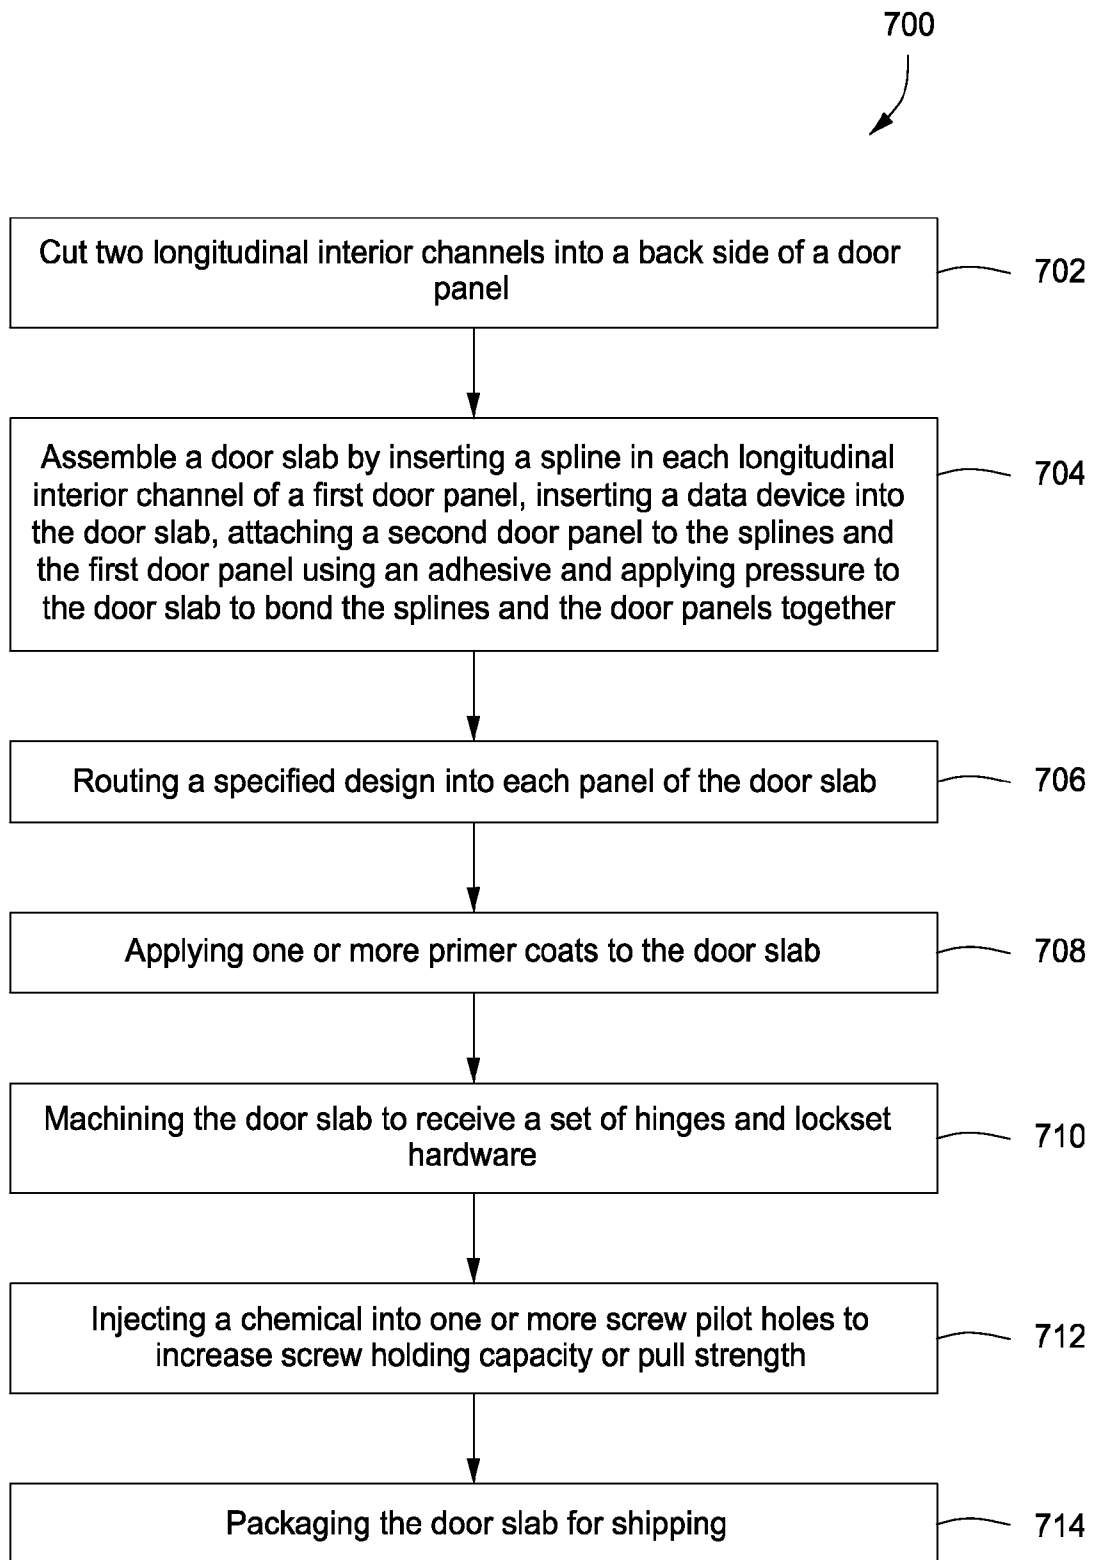 700
Cut two longitudinal interior channels into a back side of a door
panel
702
Assemble a door slab by inserting a spline in each longitudinal
interior channel of a first door panel, inserting a data device into
the door slab, attaching a second door panel to the splines and
the first door panel using an adhesive and applying pressure to
the door slab to bond the splines and the door panels together
704
Routing a specified design into each panel of the door slab
706
Applying one or more primer coats to the door slab
708
Machining the door slab to receive a set of hinges and lockset
hardware
710
Injecting a chemical into one or more screw pilot holes to
increase screw holding capacity or pull strength
712
Packaging the door slab for shipping
714